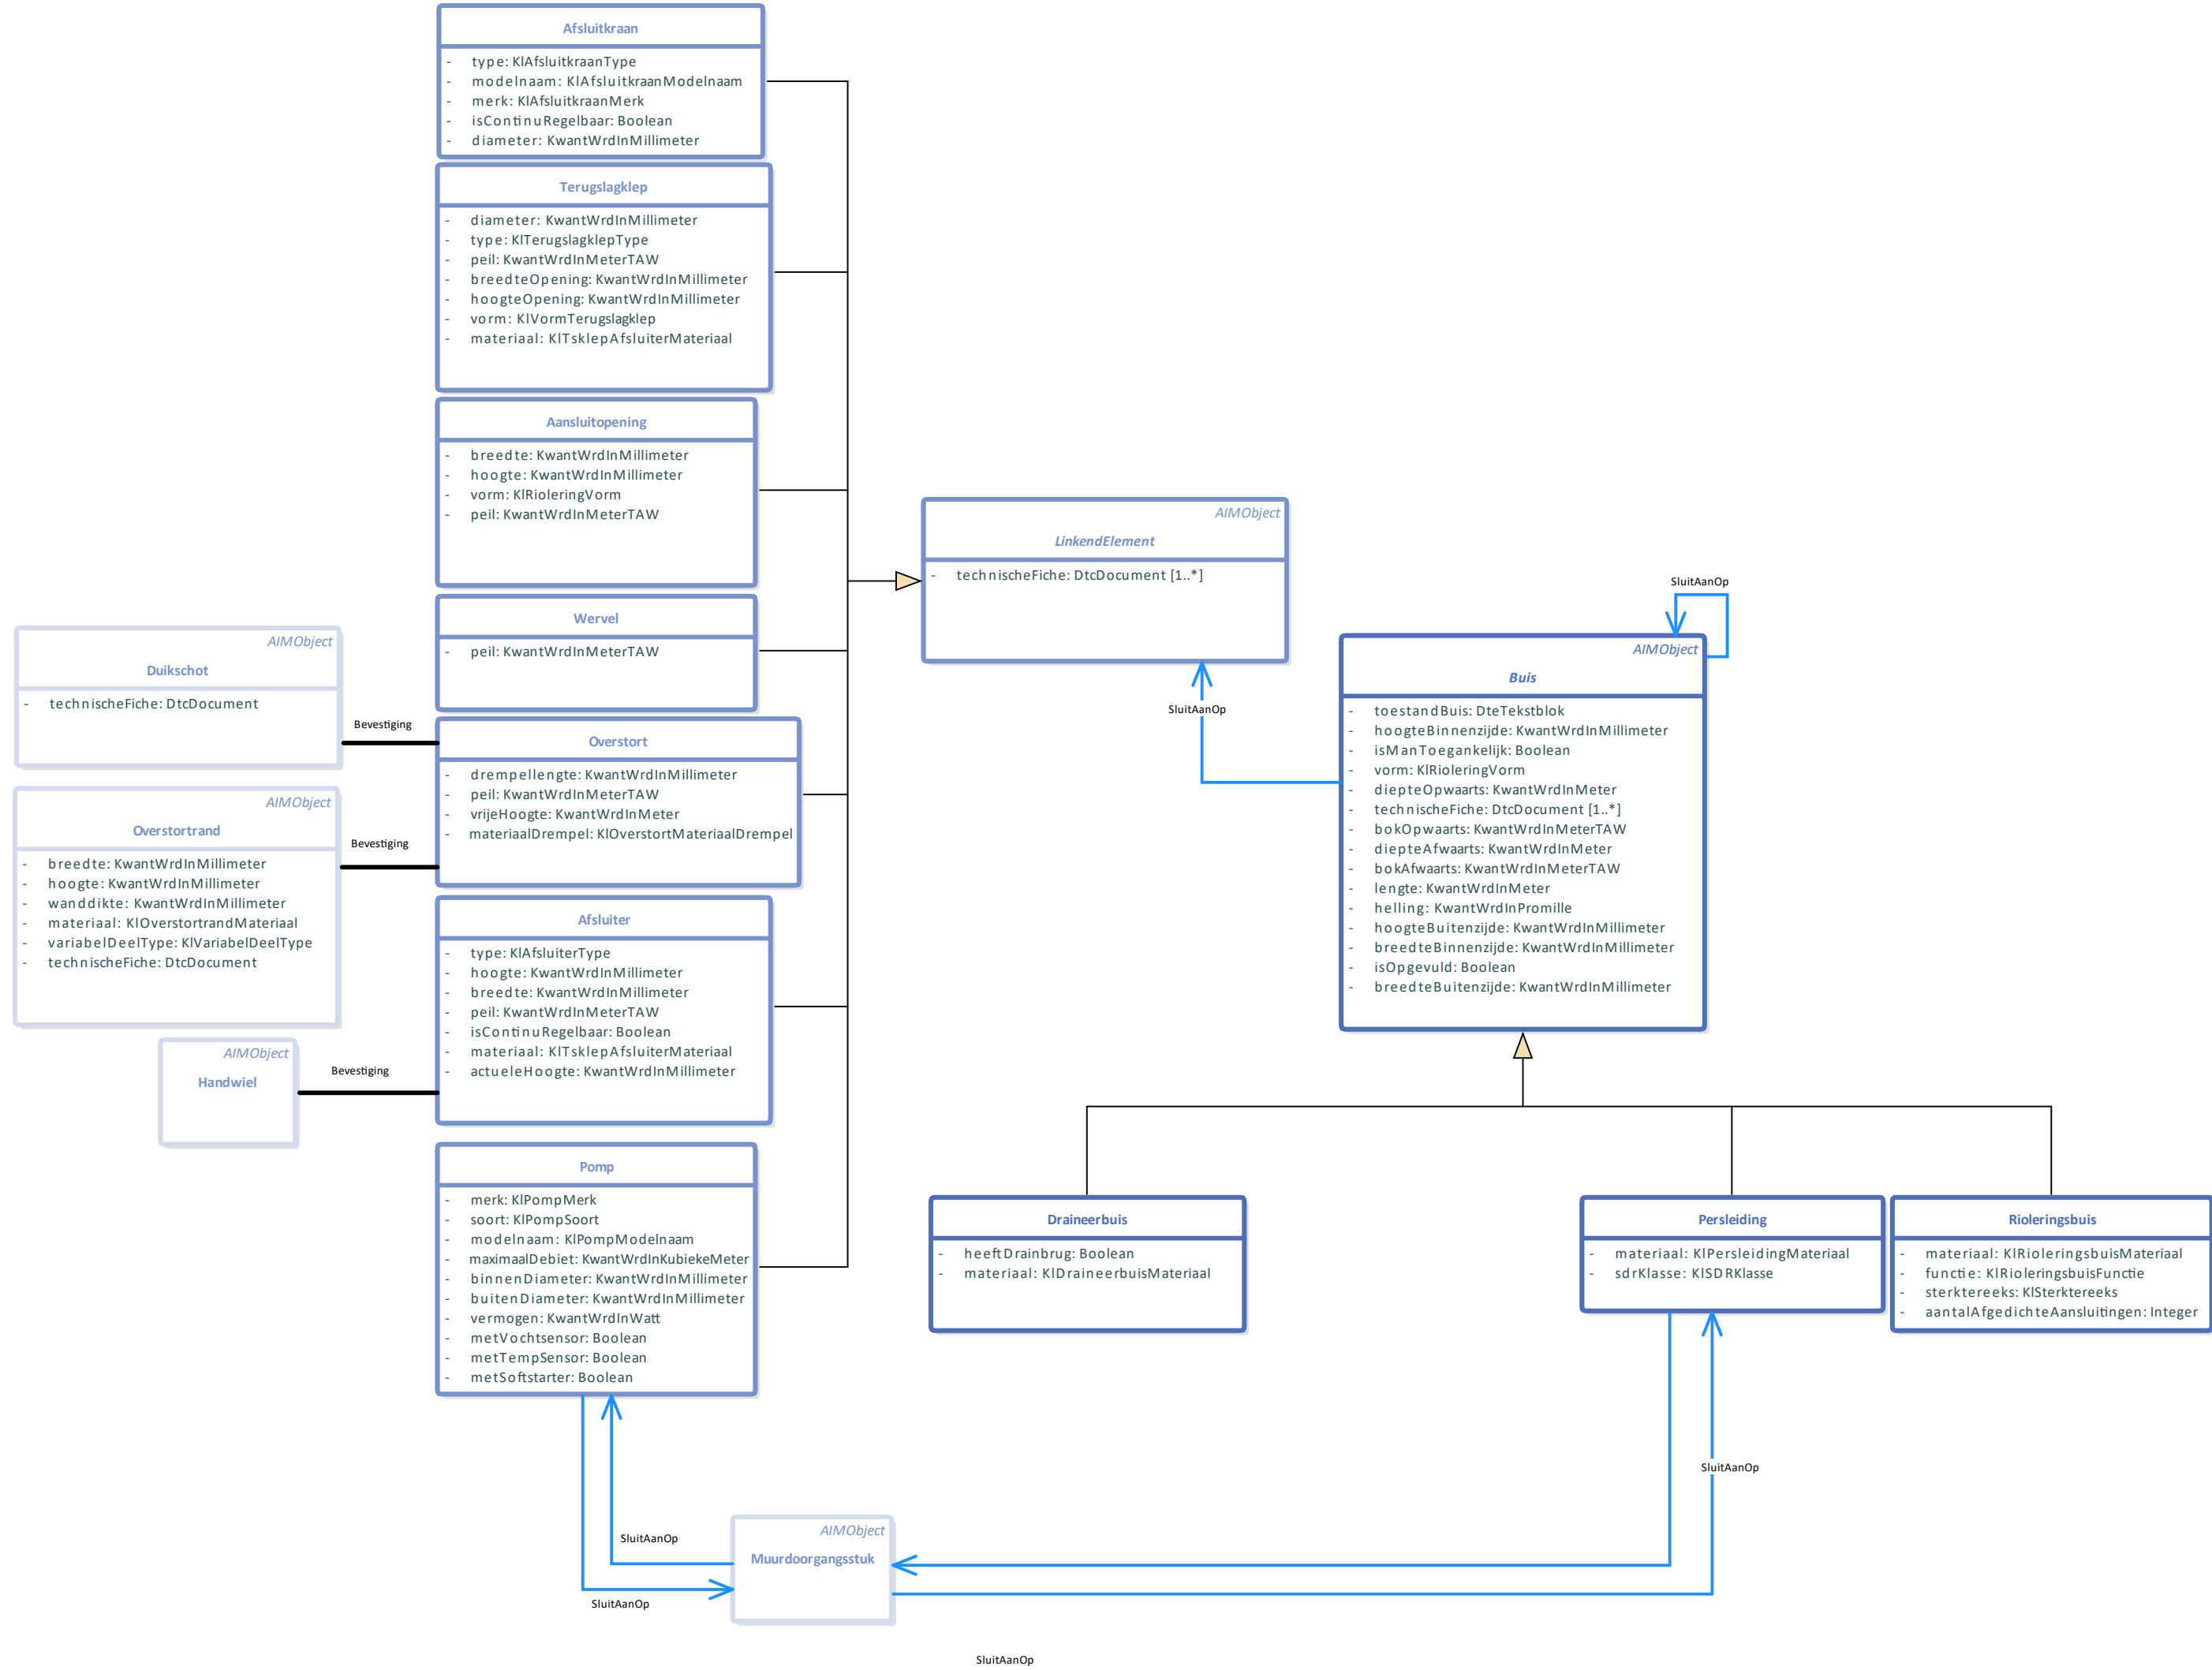 Afsluitkraan
- type: KlAfsluitkraanType
- modelnaam: KlAfsluitkraanModelnaam
- merk: KlAfsluitkraanMerk
- isContinuRegelbaar: Boolean
- diameter: KwantWrdInMillimeter
Terugslagklep
- diameter: KwantWrdInMillimeter
- type: KlTerugslagklepType
- peil: KwantWrdInMeterTAW
- breedteOpening: KwantWrdInMillimeter
- hoogteOpening: KwantWrdInMillimeter
- vorm: KlVormTerugslagklep
- materiaal: KlTsklepAfsluiterMateriaal
Aansluitopening
- breedte: KwantWrdInMillimeter
- hoogte: KwantWrdInMillimeter
- vorm: KlRioleringVorm
- peil: KwantWrdInMeterTAW
Wervel
- peil: KwantWrdInMeterTAW
AIMObject
Duikschot
- technischeFiche: DtcDocument
Bevestiging
Overstort
- drempellengte: KwantWrdInMillimeter
- peil: KwantWrdInMeterTAW
- vrijeHoogte: KwantWrdInMeter
- materiaalDrempel: KlOverstortMateriaalDrempel
AIMObject
Overstortrand
- breedte: KwantWrdInMillimeter
- hoogte: KwantWrdInMillimeter
- wanddikte: KwantWrdInMillimeter
- materiaal: KlOverstortrandMateriaal
- variabelDeelType: KlVariabelDeelType
- technischeFiche: DtcDocument
Bevestiging
Afsluiter
- type: KlAfsluiterType
- hoogte: KwantWrdInMillimeter
- breedte: KwantWrdInMillimeter
- peil: KwantWrdInMeterTAW
- isContinuRegelbaar: Boolean
- materiaal: KlTsklepAfsluiterMateriaal
- actueleHoogte: KwantWrdInMillimeter
AIMObject
Handwiel
Bevestiging
Pomp
- merk: KlPompMerk
- soort: KlPompSoort
- modelnaam: KlPompModelnaam
- maximaalDebiet: KwantWrdInKubiekeMeter
- binnenDiameter: KwantWrdInMillimeter
- buitenDiameter: KwantWrdInMillimeter
- vermogen: KwantWrdInWatt
- metVochtsensor: Boolean
- metTempSensor: Boolean
- metSoftstarter: Boolean
AIMObject
LinkendElement
- technischeFiche: DtcDocument [1..*]
SluitAanOp
SluitAanOp
AIMObject
Buis
- toestandBuis: DteTekstblok
- hoogteBinnenzijde: KwantWrdInMillimeter
- isManToegankelijk: Boolean
- vorm: KlRioleringVorm
- diepteOpwaarts: KwantWrdInMeter
- technischeFiche: DtcDocument [1..*]
- bokOpwaarts: KwantWrdInMeterTAW
- diepteAfwaarts: KwantWrdInMeter
- bokAfwaarts: KwantWrdInMeterTAW
- lengte: KwantWrdInMeter
- helling: KwantWrdInPromille
- hoogteBuitenzijde: KwantWrdInMillimeter
- breedteBinnenzijde: KwantWrdInMillimeter
- isOpgevuld: Boolean
- breedteBuitenzijde: KwantWrdInMillimeter
Draineerbuis
- heeftDrainbrug: Boolean
- materiaal: KlDraineerbuisMateriaal
Persleiding
- materiaal: KlPersleidingMateriaal
- sdrKlasse: KlSDRKlasse
Rioleringsbuis
- materiaal: KlRioleringsbuisMateriaal
- functie: KlRioleringsbuisFunctie
- sterktereeks: KlSterktereeks
- aantalAfgedichteAansluitingen: Integer
SluitAanOp
SluitAanOp
AIMObject
Muurdoorgangsstuk
SluitAanOp
SluitAanOp